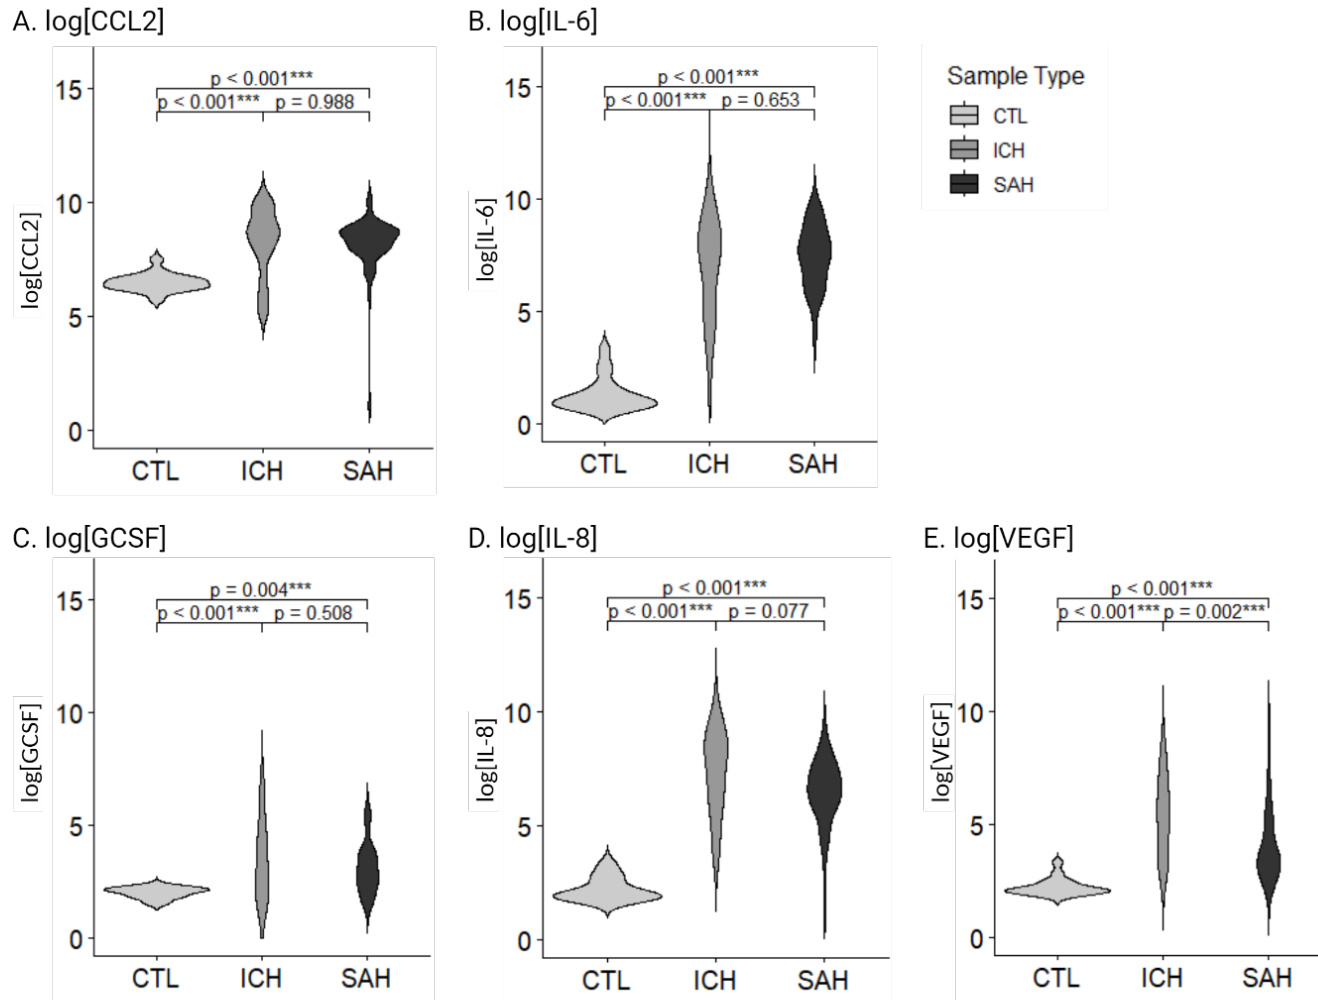 A. log[CCL2]
B. log[IL-6]
p < 0.001***
p < 0.001*** p = 0.988
15
10
5
0
log[CCL2]
CTL ICH SAH
p < 0.001***
p < 0.001*** p = 0.653
15
10
5
0
log[IL-6]
CTL ICH SAH
Sample Type
CTL
ICH
SAH
C. log[GCSF]
D. log[IL-8]
E. log[VEGF]
p = 0.004***
p < 0.001*** p = 0.508
15
10
5
0
log[GCSF]
CTL ICH SAH
p < 0.001***
p < 0.001*** p = 0.077
15
10
5
0
log[IL-8]
CTL ICH SAH
p < 0.001***
p < 0.001*** p = 0.002***
15
10
5
0
log[VEGF]
CTL ICH SAH